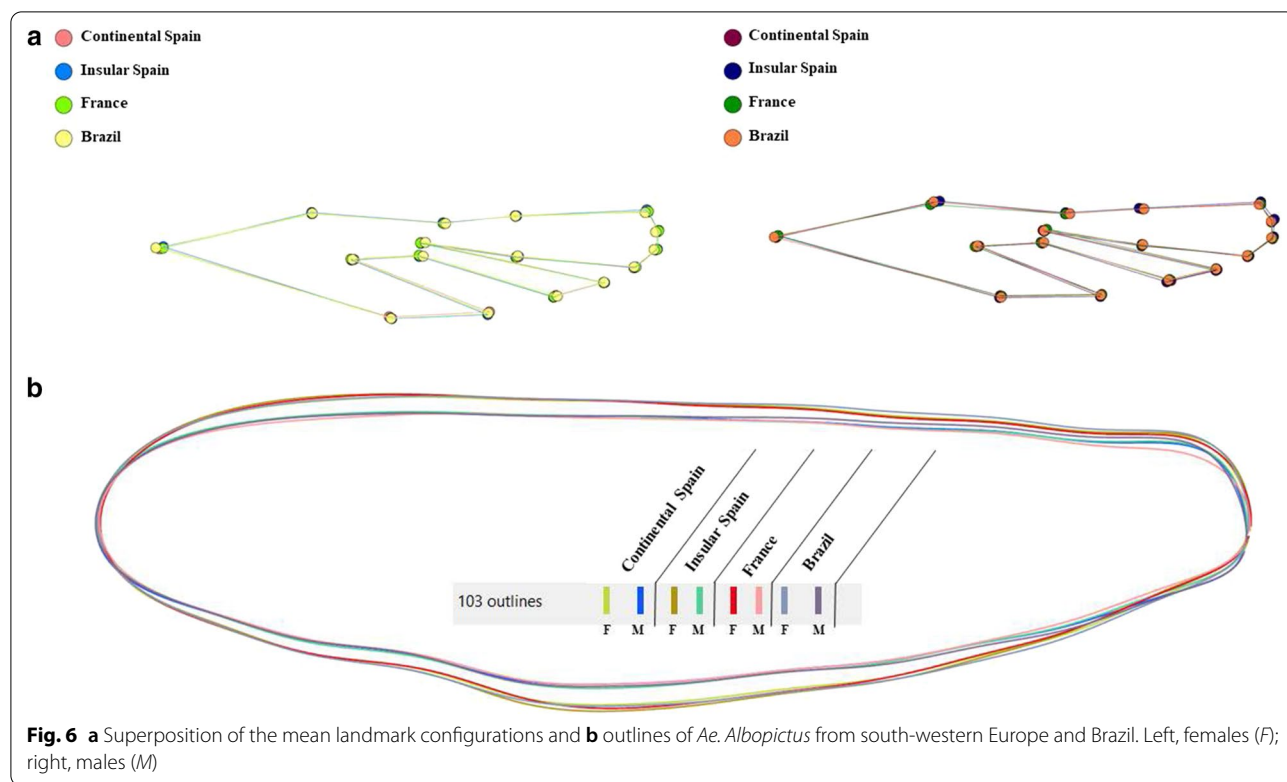 a
Continental Spain
Insular Spain
France
Brazil
Continental Spain
Insular Spain
France
Brazil
b
Continental Spain
Insular Spain
France
Brazil
103 outlines
F M F M F M F M
Fig. 6 a Superposition of the mean landmark configurations and b outlines of Ae. Albopictus from south-western Europe and Brazil. Left, females (F);
right, males (M)